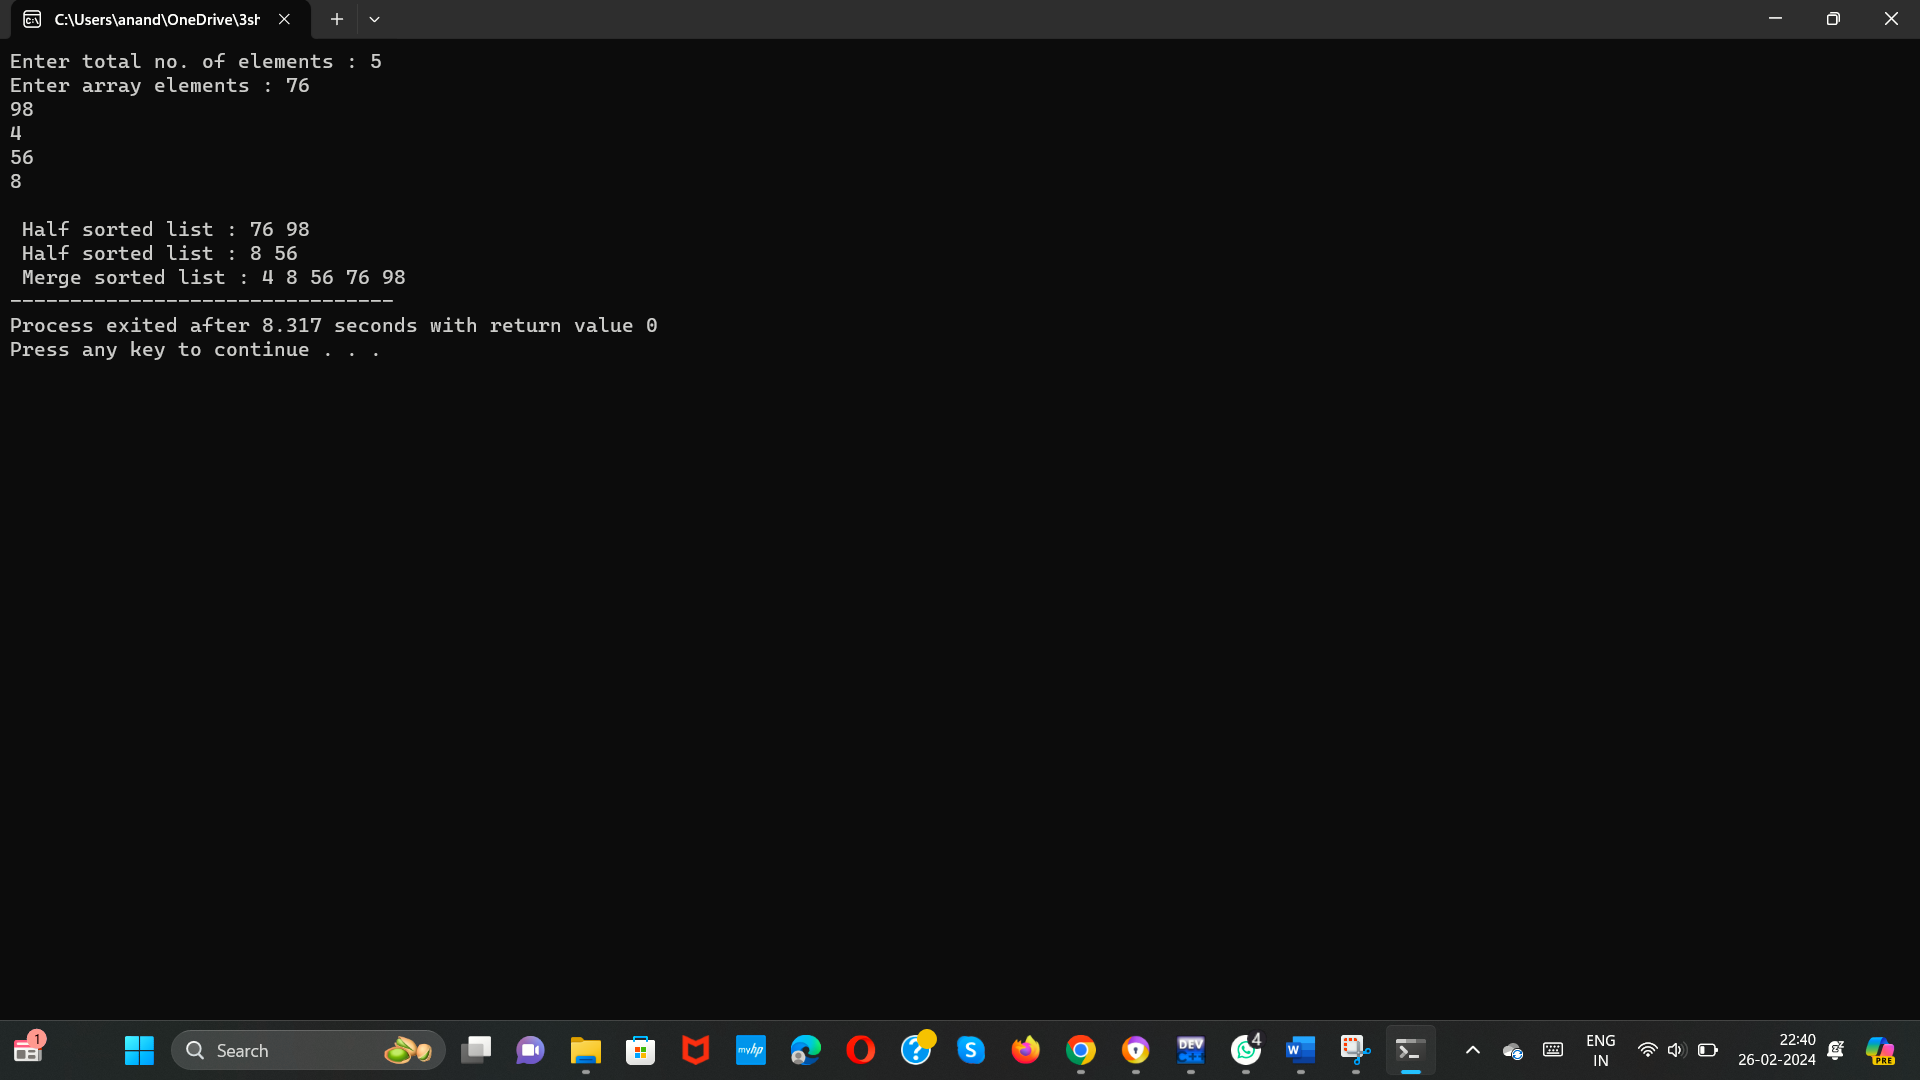 C:\Users\anand\OneDrive\3sh
Enter total no. of elements : 5
Enter array elements : 76
98
4
56
8
Half sorted list : 76 98
Half sorted list : 8 56
Merge sorted list : 4 8 56 76 98
--------------------------------
Process exited after 8.317 seconds with return value 0
Press any key to continue . . .
1
Search
myhp
S
DEV
C++
4
W
ENG
IN
22:40
26-02-2024
PRE